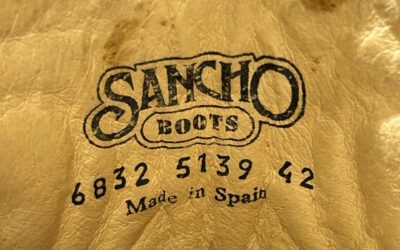 SANCHO
BOOTS
6832 5139 42
Made in Spain